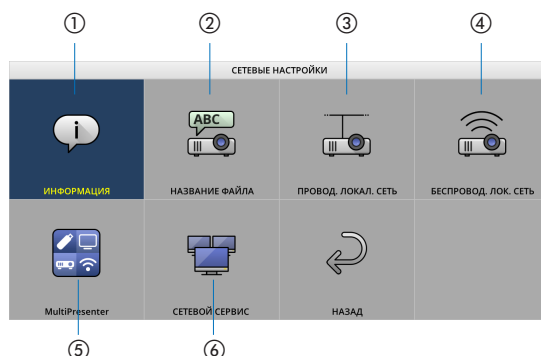 ① ② ③ ④
СЕТЕВЫЕ НАСТРОЙКИ
ABC
i
ИНФОРМАЦИЯ НАЗВАНИЕ ФАЙЛА ПРОВОД. ЛОКАЛ. СЕТЬ БЕСПРОВОД. ЛОК. СЕТЬ
MultiPresenter СЕТЕВОЙ СЕРВИС НАЗАД
⑤ ⑥